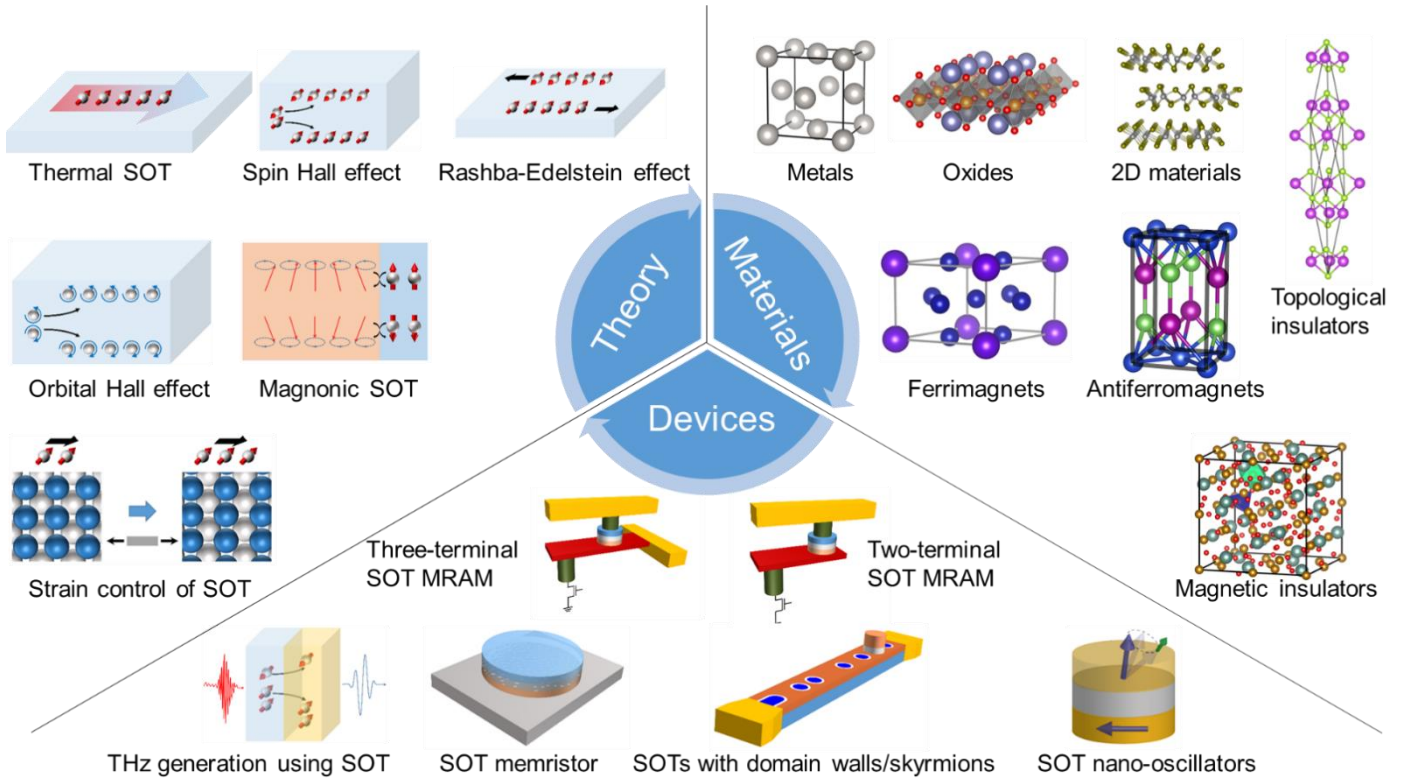 Thermal SOT
Spin Hall effect
Rashba-Edelstein effect
Orbital Hall effect
Magnonic SOT
Strain control of SOT
Theory
Materials
Devices
Metals
Oxides
2D materials
Topological
insulators
Ferrimagnets
Antiferromagnets
Magnetic insulators
Three-terminal
SOT MRAM
Two-terminal
SOT MRAM
THz generation using SOT
SOT memristor
SOTs with domain walls/skyrmions
SOT nano-oscillators